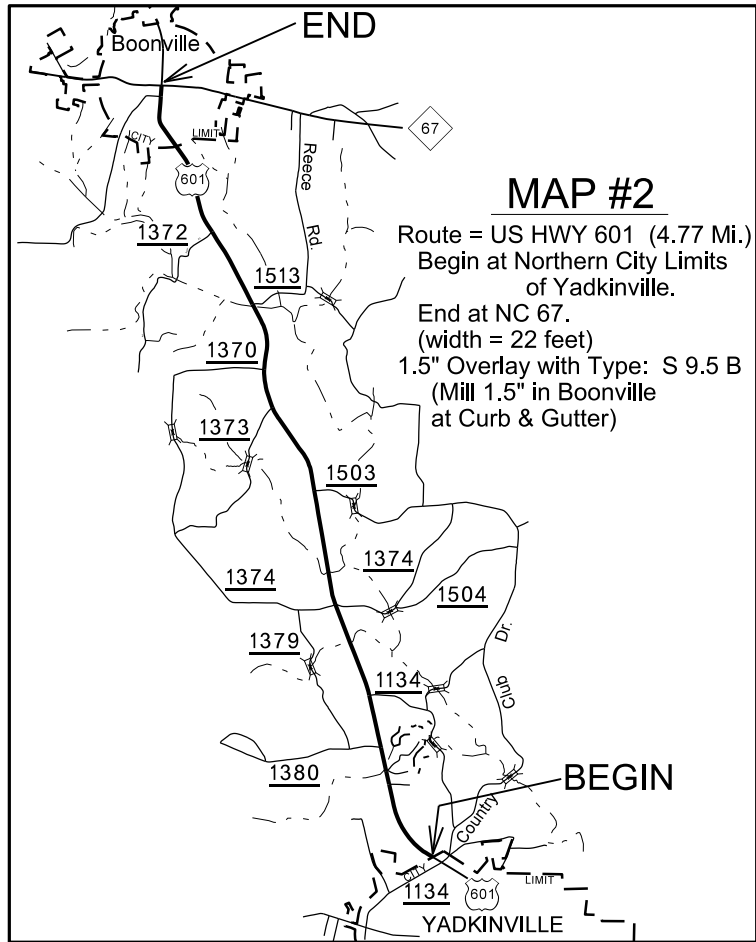 END
Boonville
67
CITY LIMIT
601
Reece Rd.
MAP #2
Route = US HWY 601 (4.77 Mi.)
Begin at Northern City Limits
of Yadkinville.
End at NC 67.
(width = 22 feet)
1.5" Overlay with Type: S 9.5 B
(Mill 1.5" in Boonville
at Curb & Gutter)
1372
1513
1370
1373
1503
1374
1374
1504
1379
1134
1380
Country Club Dr.
BEGIN
CITY LIMIT
1134
601
YADKINVILLE